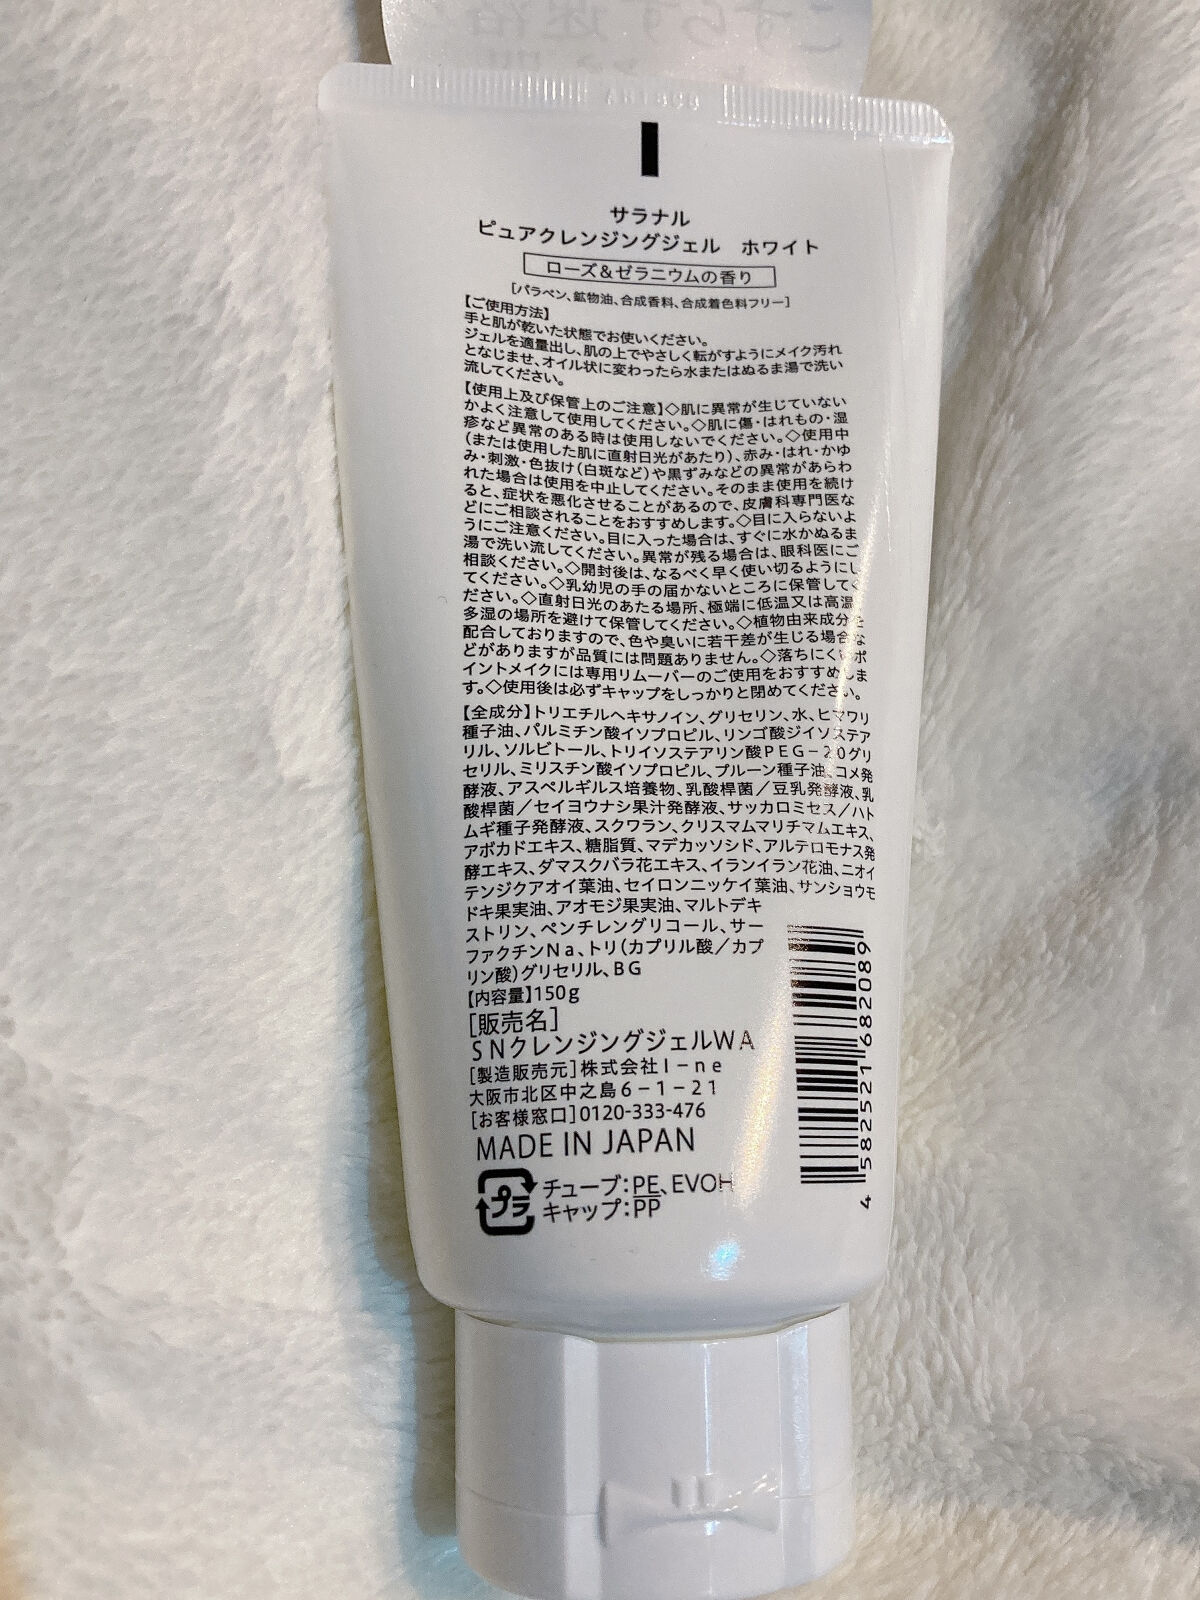 サラナル
ピュアクレンジングジェル ホワイト
ローズ&ゼラニウムの香り
[パラベン、鉱物油、合成香料、合成着色料フリー]
【ご使用方法】
手と肌が乾いた状態でお使いください。
ジェルを適量出し、肌の上でやさしく転がすようにメイク汚れ
となじませ、オイル状に変わったら水またはぬるま湯で洗い
流してください。
【使用上及び保管上のご注意】◇肌に異常が生じていない
かよく注意して使用してください。◇肌に傷・はれもの・湿
疹など異常のある時は使用しないでください。◇使用中
(または使用した肌に直射日光があたり)、赤み・はれ・かゆ
み・刺激・色抜け(白斑など)や黒ずみなどの異常があらわ
れた場合は使用を中止してください。そのまま使用を続け
ると、症状を悪化させることがあるので、皮膚科専門医な
どにご相談されることをおすすめします。◇目に入らないよ
うにご注意ください。目に入った場合は、すぐに水かぬるま
湯で洗い流してください。異常が残る場合は、眼科医にご
相談ください。◇開封後は、なるべく早く使い切るようにし
てください。◇乳幼児の手の届かないところに保管してく
ださい。◇直射日光のあたる場所、極端に低温又は高温
多湿の場所を避けて保管してください。◇植物由来成分を
配合しておりますので、色や臭いに若干差が生じる場合な
どがありますが品質には問題ありません。◇落ちにくいポ
イントメイクには専用リムーバーのご使用をおすすめしま
す。◇使用後は必ずキャップをしっかりと閉めてください。
【全成分】トリエチルヘキサノイン、グリセリン、水、ヒマワリ
種子油、パルミチン酸イソプロピル、リンゴ酸ジイソステア
リル、ソルビトール、トリイソステアリン酸PEG-20グリ
セリル、ミリスチン酸イソプロピル、プルーン種子油、コメ発
酵液、アスペルギルス培養物、乳酸桿菌/豆乳発酵液、乳
酸桿菌/セイヨウナシ果汁発酵液、サッカロミセス/ハト
ムギ種子発酵液、スクワラン、クリスマムマリチマムエキス、
アボカドエキス、糖脂質、マデカッソシド、アルテロモナス発
酵エキス、ダマスクバラ花エキス、イランイラン花油、ニオイ
テンジクアオイ葉油、セイロンニッケイ葉油、サンショウモ
ドキ果実油、アオモジ果実油、マルトデキ
ストリン、ペンチレングリコール、サー
ファクチンNa、トリ(カプリル酸/カプ
リン酸)グリセリル、BG
【内容量】150g
[販売名]
SNクレンジングジェルWA
[製造販売元]株式会社I-ne
大阪市北区中之島6-1-21
[お客様窓口]0120-333-476
MADE IN JAPAN
プラ
チューブ:PE、EVOH
キャップ:PP
4 582521 682089